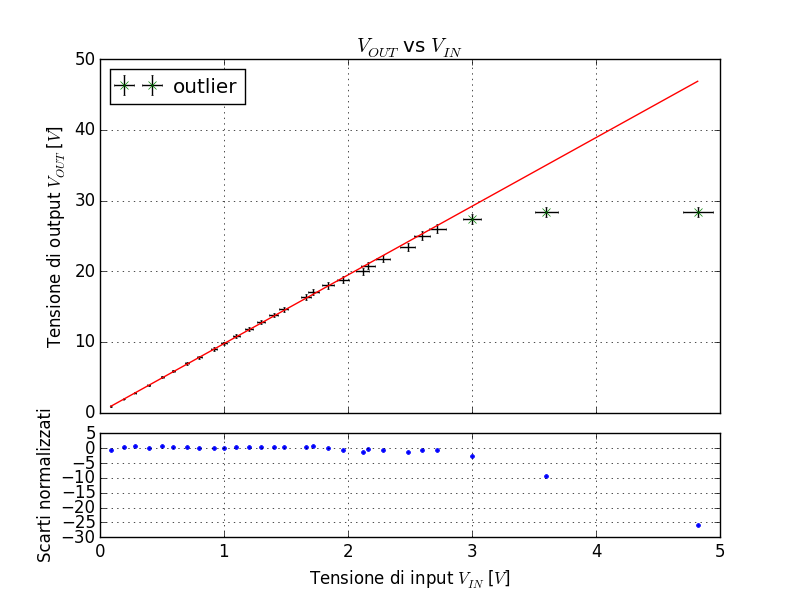 V_OUT vs V_IN
outlier
Tensione di output V_OUT [V]
50
40
30
20
10
0
Scarti normalizzati
5
0
−5
−10
−15
−20
−25
−30
0 1 2 3 4 5
Tensione di input V_IN [V]